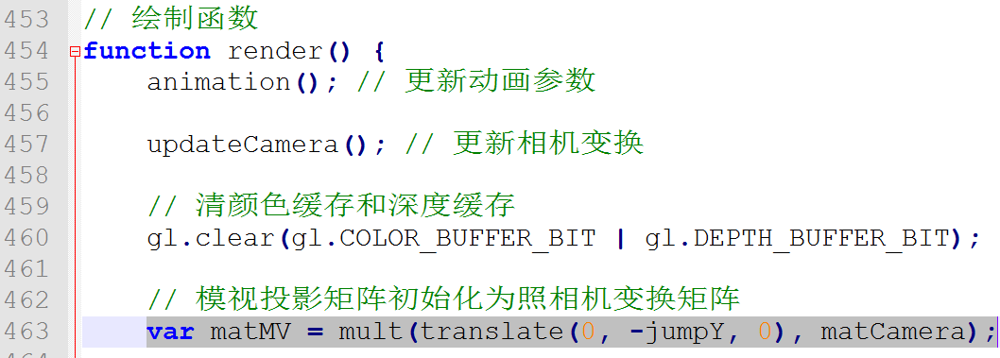 453 // 绘制函数
454 function render() {
455 animation(); // 更新动画参数
456
457 updateCamera(); // 更新相机变换
458
459 // 清颜色缓存和深度缓存
460 gl.clear(gl.COLOR_BUFFER_BIT | gl.DEPTH_BUFFER_BIT);
461
462 // 模视投影矩阵初始化为照相机变换矩阵
463 var matMV = mult(translate(0, -jumpY, 0), matCamera);